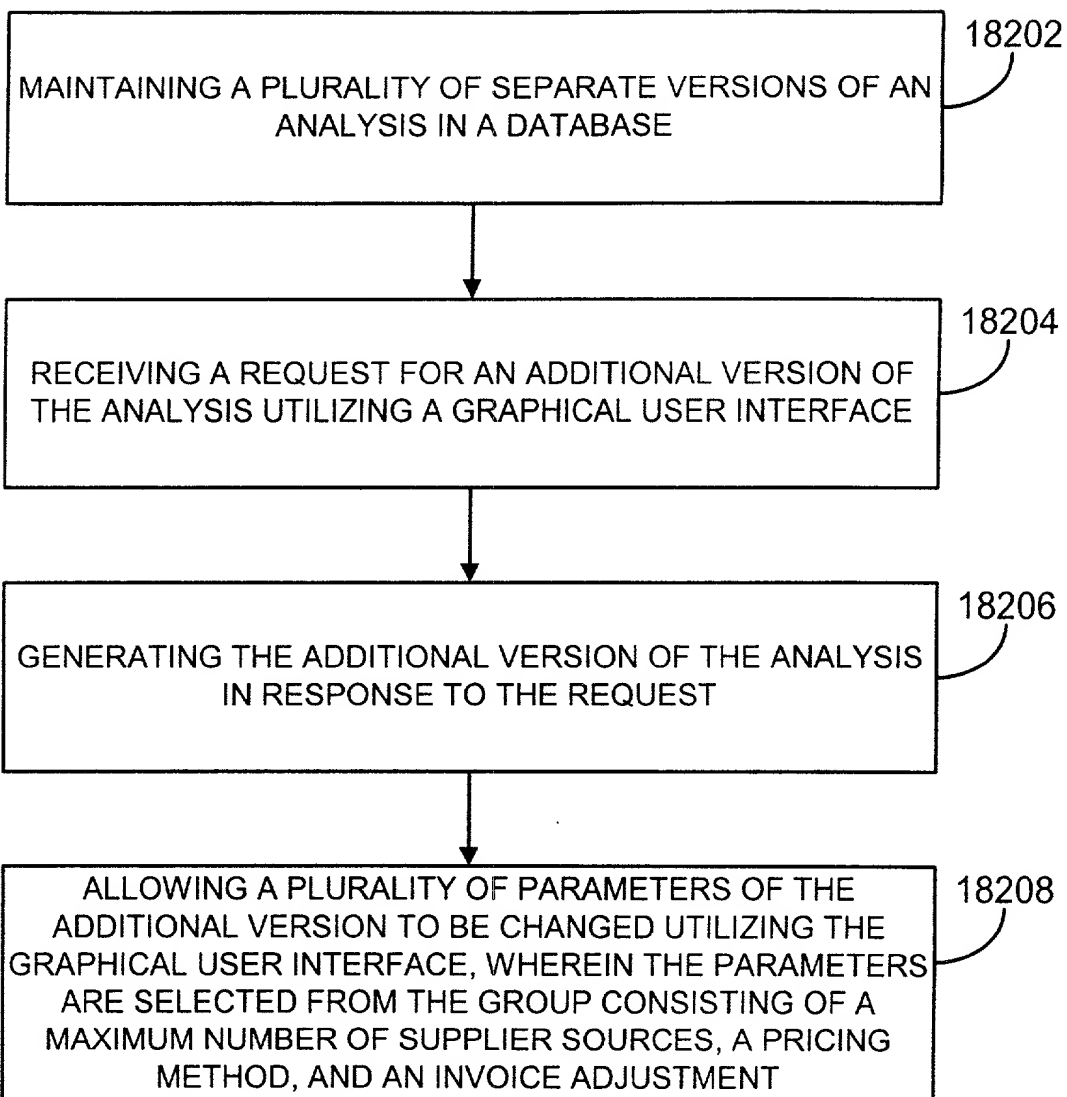 18202
MAINTAINING A PLURALITY OF SEPARATE VERSIONS OF AN
ANALYSIS IN A DATABASE
18204
RECEIVING A REQUEST FOR AN ADDITIONAL VERSION OF
THE ANALYSIS UTILIZING A GRAPHICAL USER INTERFACE
18206
GENERATING THE ADDITIONAL VERSION OF THE ANALYSIS
IN RESPONSE TO THE REQUEST
18208
ALLOWING A PLURALITY OF PARAMETERS OF THE
ADDITIONAL VERSION TO BE CHANGED UTILIZING THE
GRAPHICAL USER INTERFACE, WHEREIN THE PARAMETERS
ARE SELECTED FROM THE GROUP CONSISTING OF A
MAXIMUM NUMBER OF SUPPLIER SOURCES, A PRICING
METHOD, AND AN INVOICE ADJUSTMENT